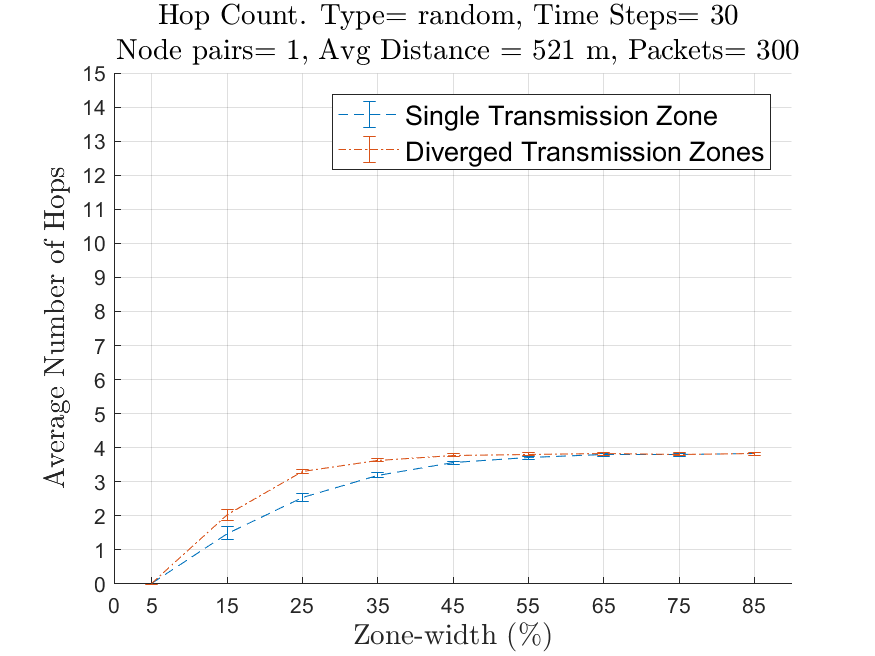 Hop Count. Type= random, Time Steps= 30
Node pairs= 1, Avg Distance = 521 m, Packets= 300
Single Transmission Zone
Diverged Transmission Zones
Average Number of Hops
15
14
13
12
11
10
9
8
7
6
5
4
3
2
1
0
0 5 15 25 35 45 55 65 75 85
Zone-width (%)